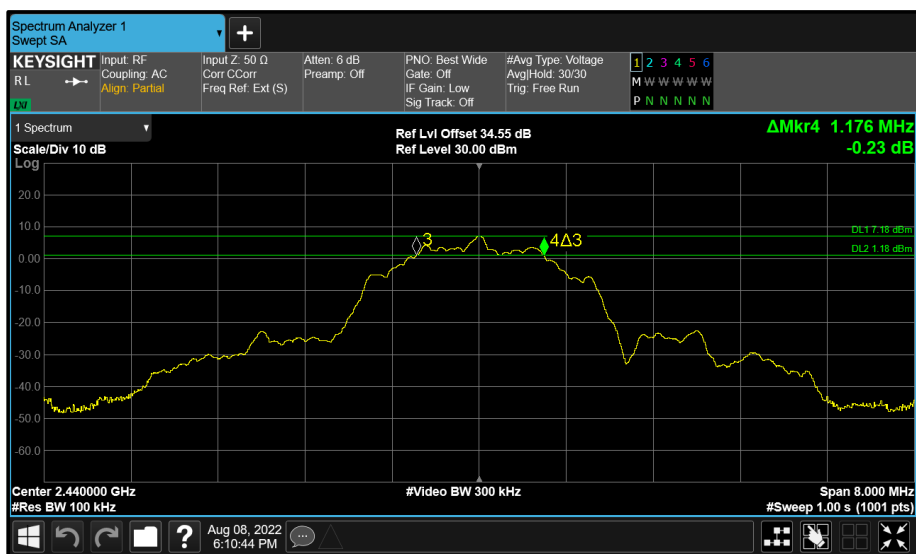 Spectrum Analyzer 1
Swept SA
+
KEYSIGHT
RL
LXI
Input: RF
Coupling: AC
Align: Partial
Input Z: 50 Ω
Corr CCorr
Freq Ref: Ext (S)
Atten: 6 dB
Preamp: Off
PNO: Best Wide
Gate: Off
IF Gain: Low
Sig Track: Off
#Avg Type: Voltage
Avg|Hold: 30/30
Trig: Free Run
1 2 3 4 5 6
M W W W W W
P N N N N N
1 Spectrum
Scale/Div 10 dB
Log
Ref Lvl Offset 34.55 dB
Ref Level 30.00 dBm
ΔMkr4 1.176 MHz
-0.23 dB
20.0
10.0
0.00
-10.0
-20.0
-30.0
-40.0
-50.0
-60.0
3
4Δ3
DL1 7.18 dBm
DL2 1.18 dBm
Center 2.440000 GHz
#Res BW 100 kHz
#Video BW 300 kHz
Span 8.000 MHz
#Sweep 1.00 s (1001 pts)
?
Aug 08, 2022
6:10:44 PM